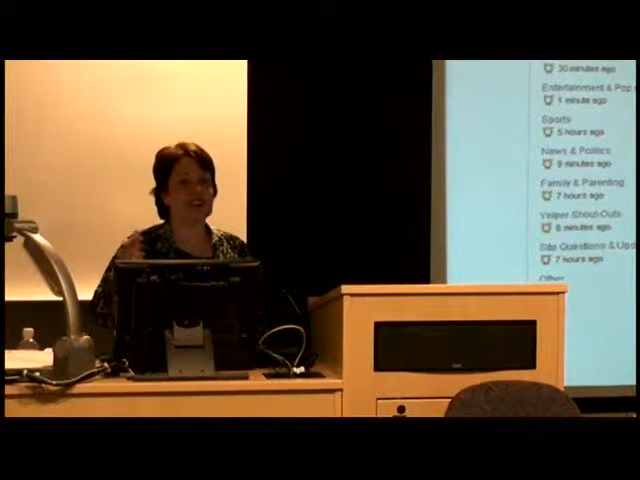 30 minutes ago
Entertainment & Pop
1 minute ago
Sports
5 hours ago
News & Politics
9 minutes ago
Family & Parenting
7 hours ago
Yelper Shout-Outs
6 minutes ago
Site Questions & Upd
7 hours ago
Other